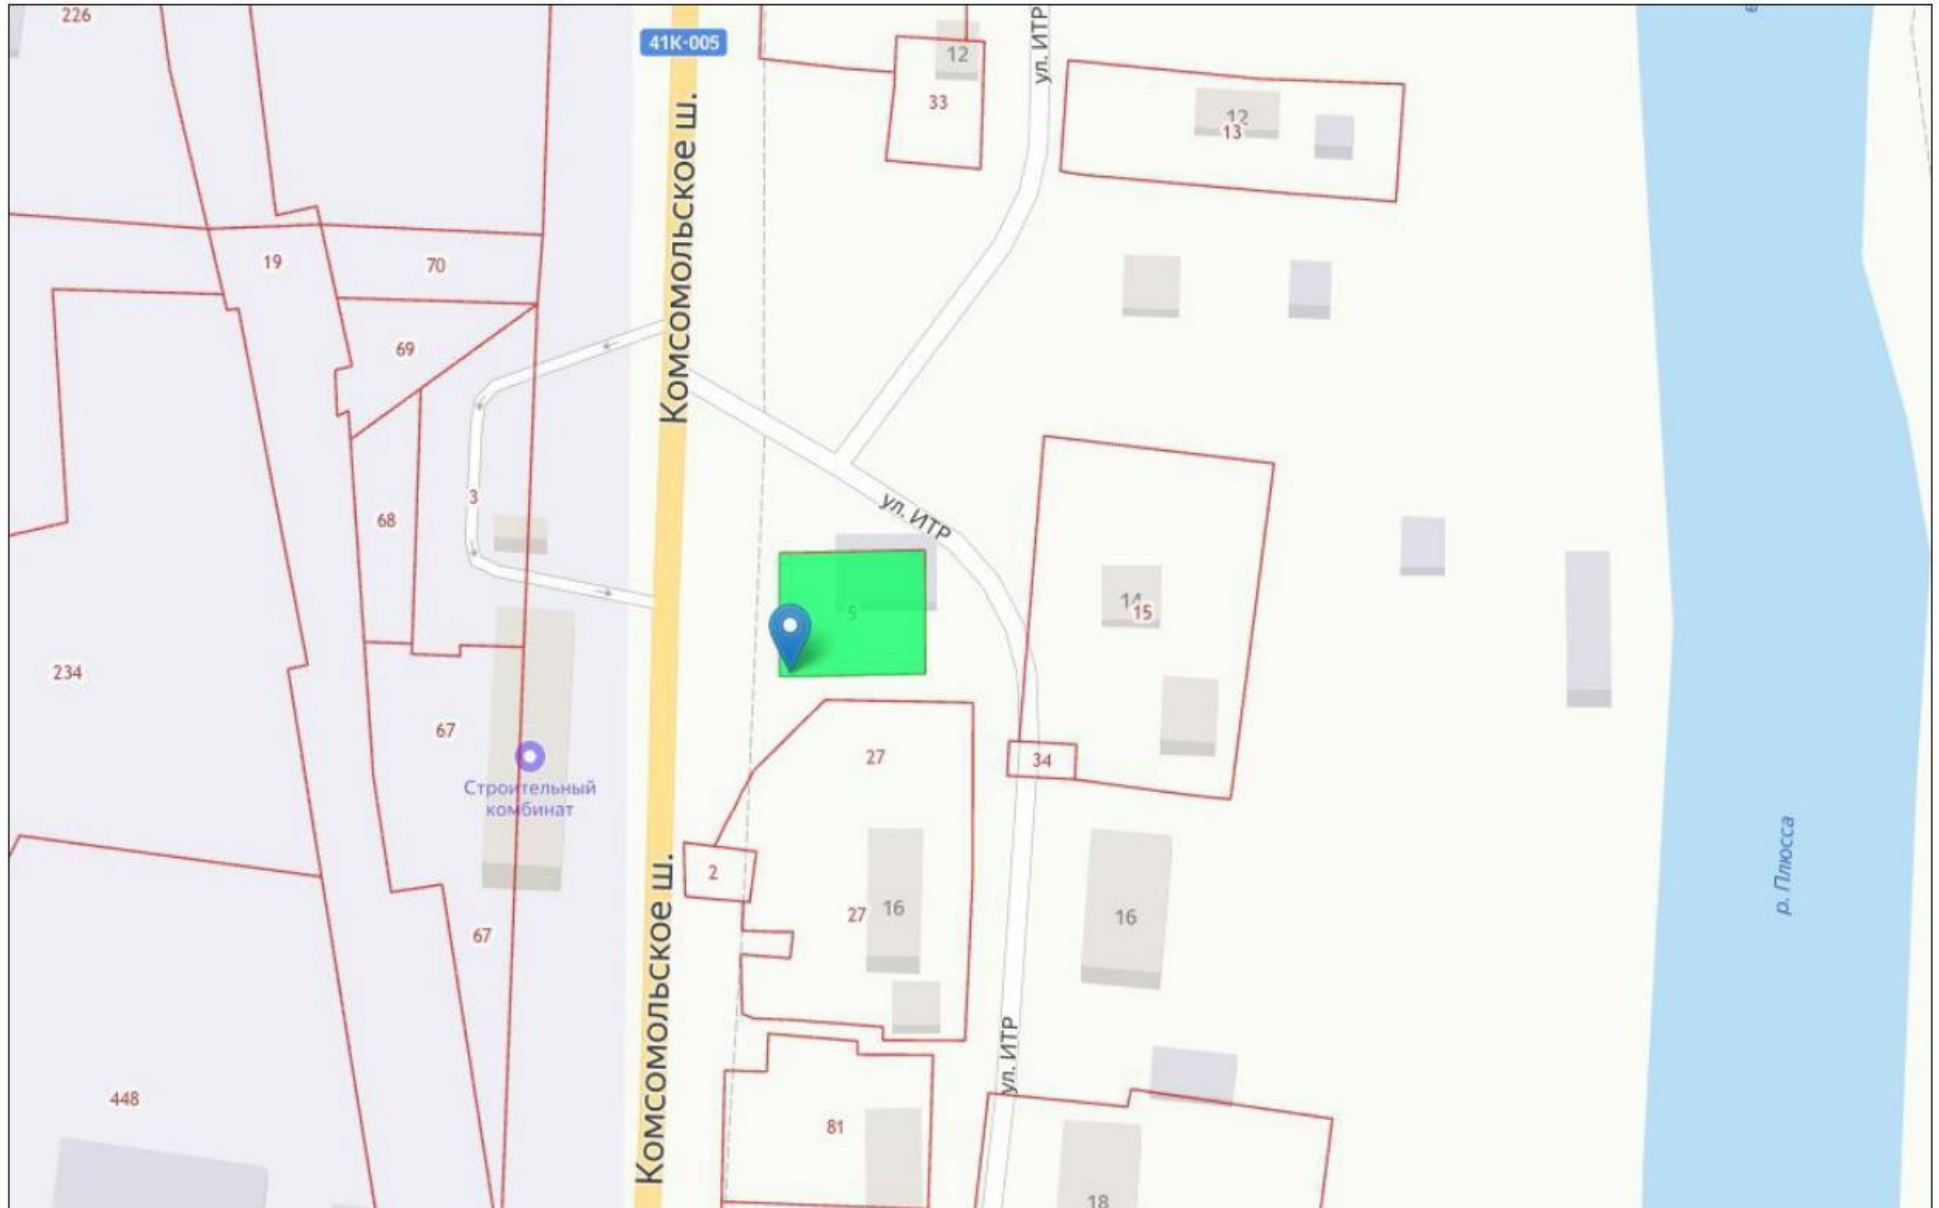 226
41К-005
ул. ИТР
12
33
12
13
Комсомольское ш.
19
70
69
3
68
ул. ИТР
5
14
15
234
67
27
34
Строительный
комбинат
2
27
16
16
67
р. Плюсса
Комсомольское ш.
ул. ИТР
448
81
18